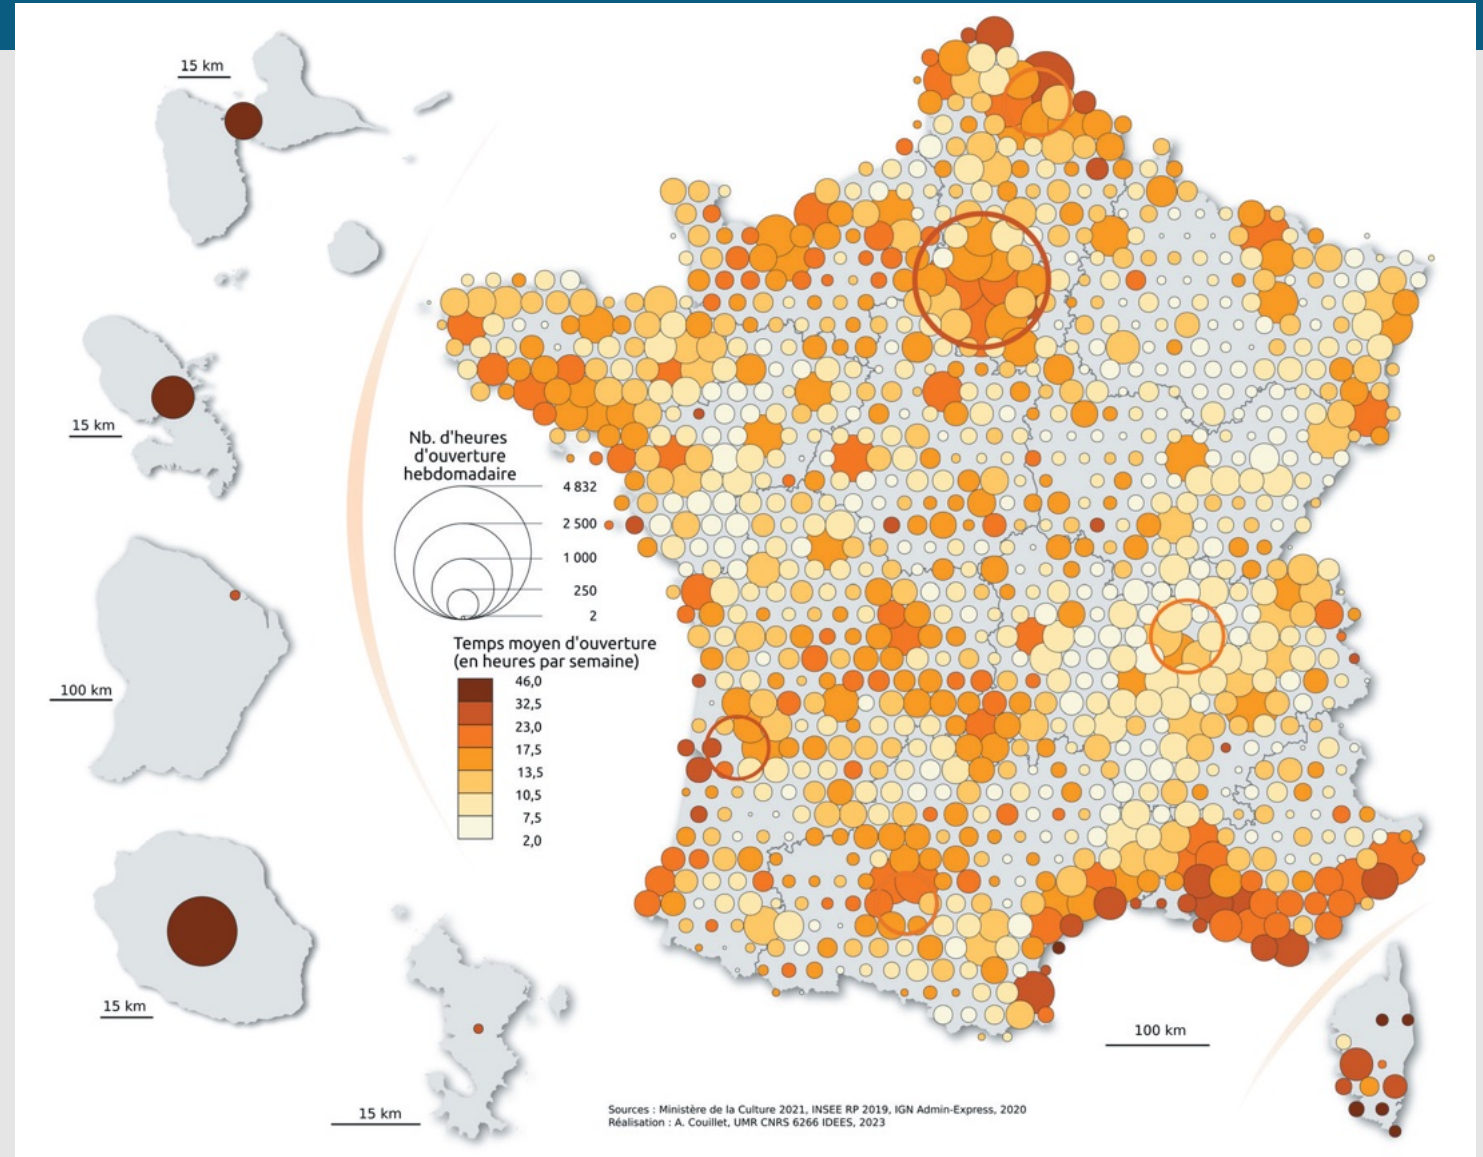 15 km
15 km
100 km
15 km
15 km
Nb. d'heures
d'ouverture
hebdomadaire
4 832
2 500
1 000
250
2
Temps moyen d'ouverture
(en heures par semaine)
46,0
32,5
23,0
17,5
13,5
10,5
7,5
2,0
100 km
Sources : Ministère de la Culture 2021, INSEE RP 2019, IGN Admin-Express, 2020
Réalisation : A. Couillet, UMR CNRS 6266 IDEES, 2023